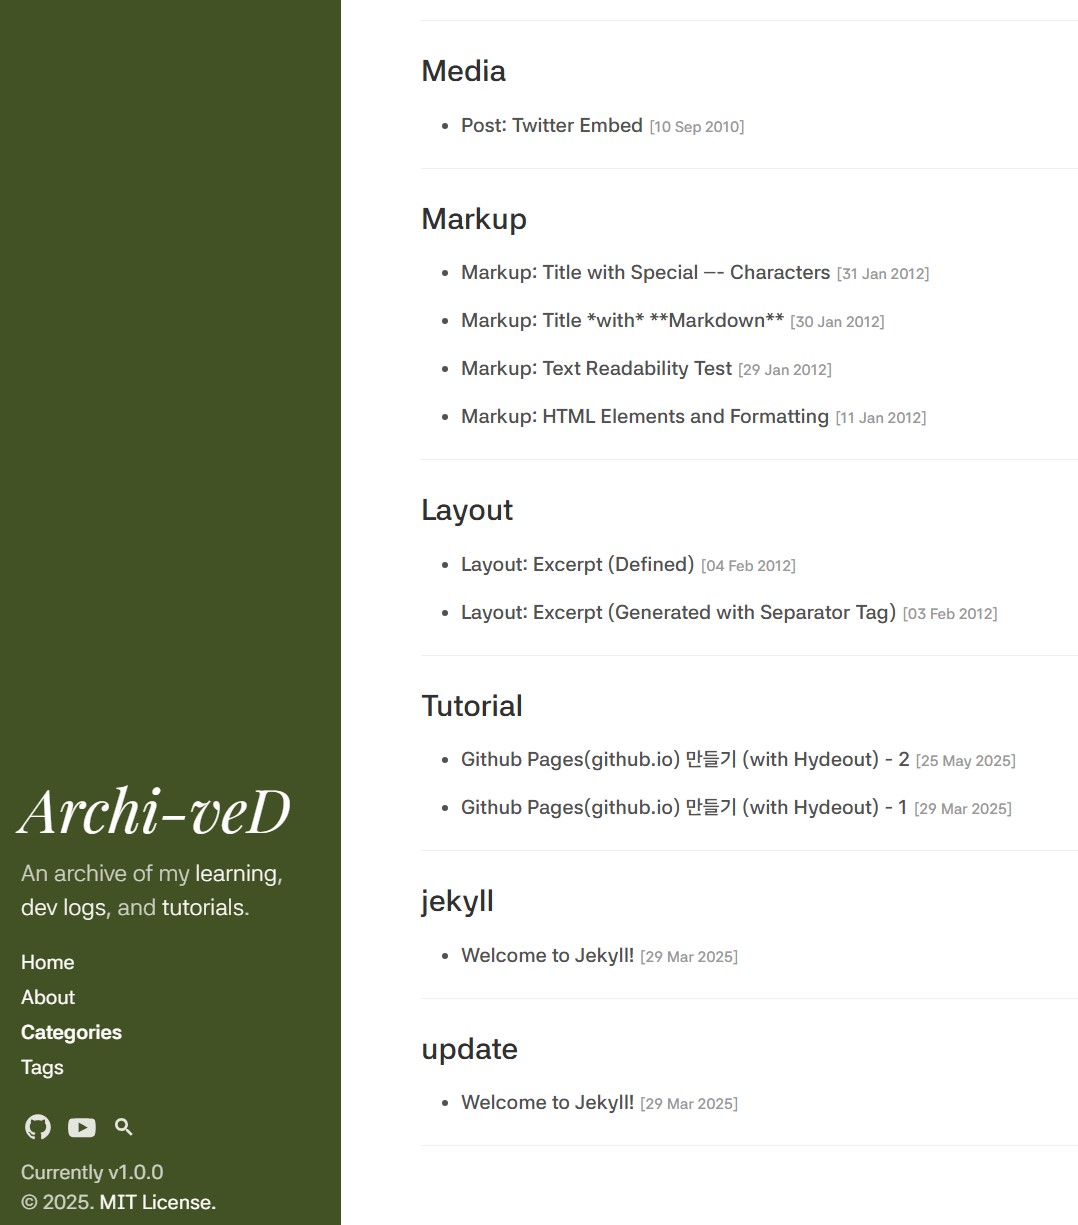 Media
Post: Twitter Embed [10 Sep 2010]
Markup
Markup: Title with Special –-- Characters [31 Jan 2012]
Markup: Title *with* **Markdown** [30 Jan 2012]
Markup: Text Readability Test [29 Jan 2012]
Markup: HTML Elements and Formatting [11 Jan 2012]
Layout
Layout: Excerpt (Defined) [04 Feb 2012]
Layout: Excerpt (Generated with Separator Tag) [03 Feb 2012]
Tutorial
Github Pages(github.io) 만들기 (with Hydeout) - 2 [25 May 2025]
Github Pages(github.io) 만들기 (with Hydeout) - 1 [29 Mar 2025]
jekyll
Welcome to Jekyll! [29 Mar 2025]
update
Welcome to Jekyll! [29 Mar 2025]
Archi-veD
An archive of my learning,
dev logs, and tutorials.
Home
About
Categories
Tags
Currently v1.0.0
© 2025. MIT License.